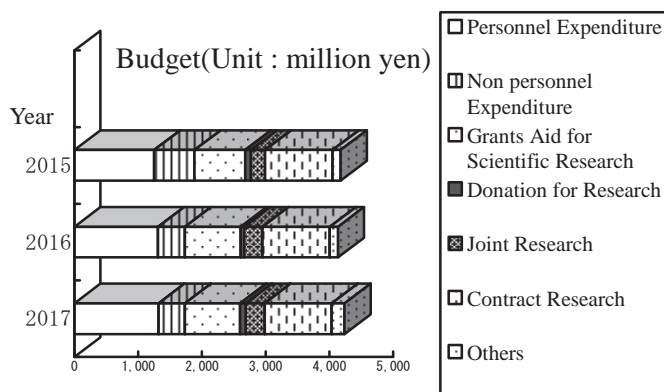 Budget(Unit : million yen)
Year
2015
2016
2017
0 1,000 2,000 3,000 4,000 5,000
Personnel Expenditure
Non personnel
Expenditure
Grants Aid for
Scientific Research
Donation for Research
Joint Research
Contract Research
Others